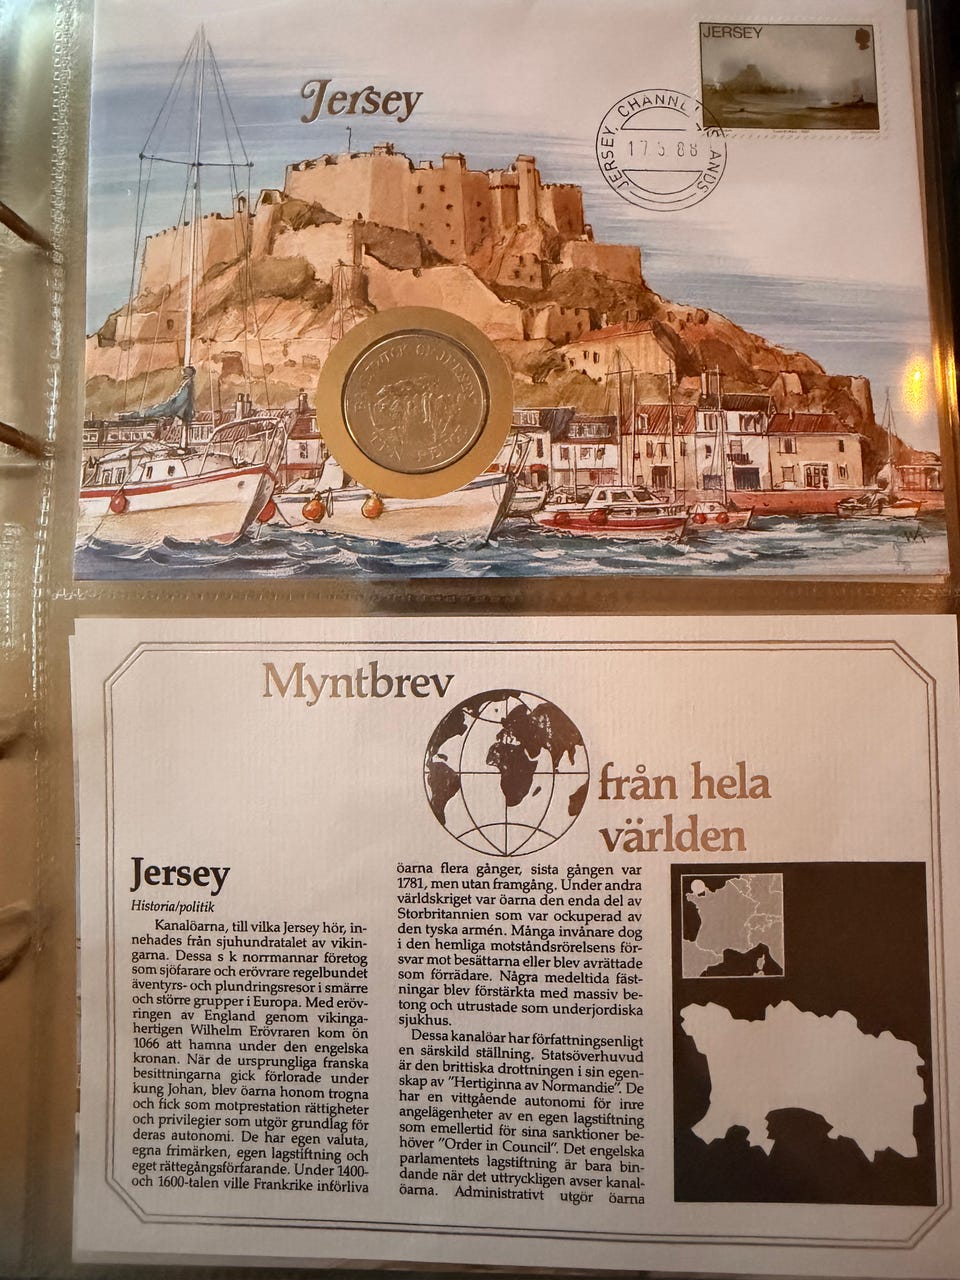 Jersey
JERSEY
JERSEY, CHANNEL ISLANDS
17 5 88
BAILIWICK OF JERSEY
Myntbrev
från hela
världen
Jersey
Historia/politik
Kanalöarna, till vilka Jersey hör, in-
nehades från sjuhundratalet av vikin-
garna. Dessa s k norrmannar företog
som sjöfarare och erövrare regelbundet
äventyrs- och plundringsresor i smärre
och större grupper i Europa. Med eröv-
ringen av England genom vikinga-
hertigen Wilhelm Erövraren kom ön
1066 att hamna under den engelska
kronan. När de ursprungliga franska
besittningarna gick förlorade under
kung Johan, blev öarna honom trogna
och fick som motprestation rättigheter
och privilegier som utgör grundlag för
deras autonomi. De har egen valuta,
egna frimärken, egen lagstiftning och
eget rättegångsförfarande. Under 1400-
och 1600-talen ville Frankrike införliva
öarna flera gånger, sista gången var
1781, men utan framgång. Under andra
världskriget var öarna den enda del av
Storbritannien som var ockuperad av
den tyska armén. Många invånare dog
i den hemliga motståndsrörelsens för-
svar mot besättarna eller blev avrättade
som förrädare. Några medeltida fäst-
ningar blev förstärkta med massiv be-
tong och utrustade som underjordiska
sjukhus.
Dessa kanalöar har författningsenligt
en särskild ställning. Statsöverhuvud
är den brittiska drottningen i sin egen-
skap av "Hertiginna av Normandie". De
har en vittgående autonomi för inre
angelägenheter av en egen lagstiftning
som emellertid för sina sanktioner be-
höver "Order in Council". Det engelska
parlamentets lagstiftning är bara bin-
dande när det uttryckligen avser kanal-
öarna. Administrativt utgör öarna